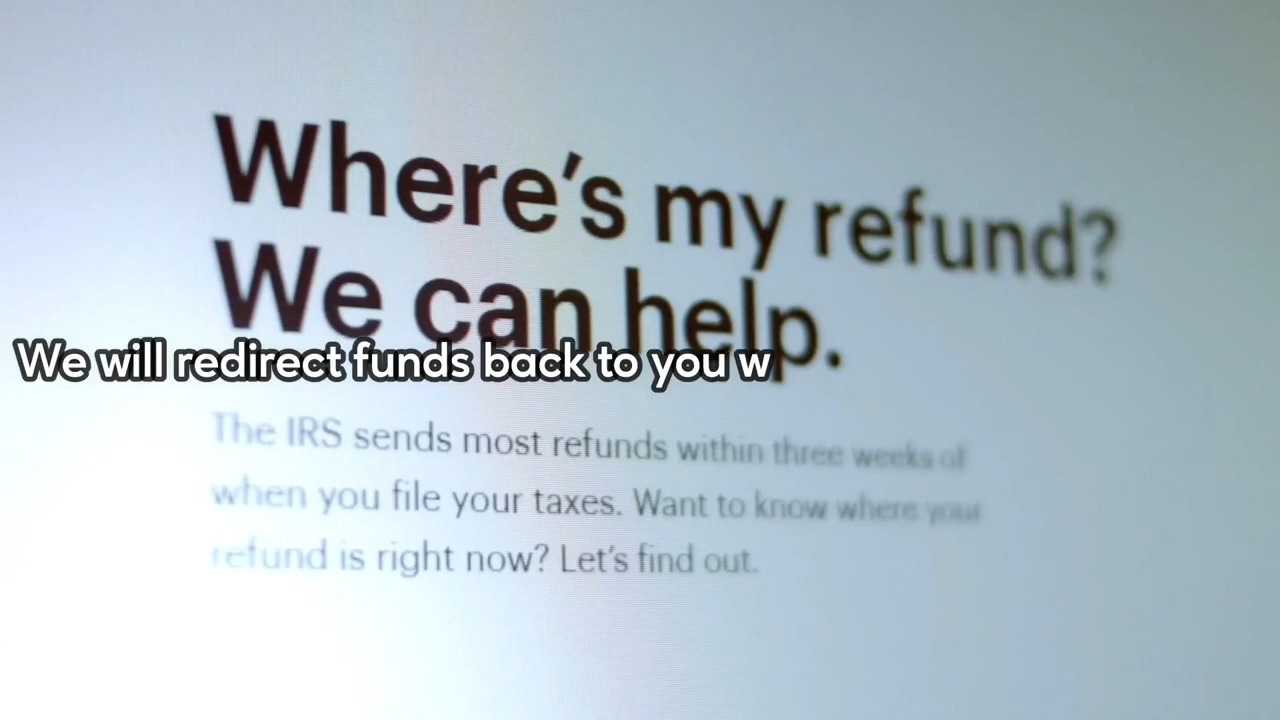 Where's my refund?
We can help.
We will redirect funds back to you w
The IRS sends most refunds within three weeks of
when you file your taxes. Want to know where your
refund is right now? Let's find out.